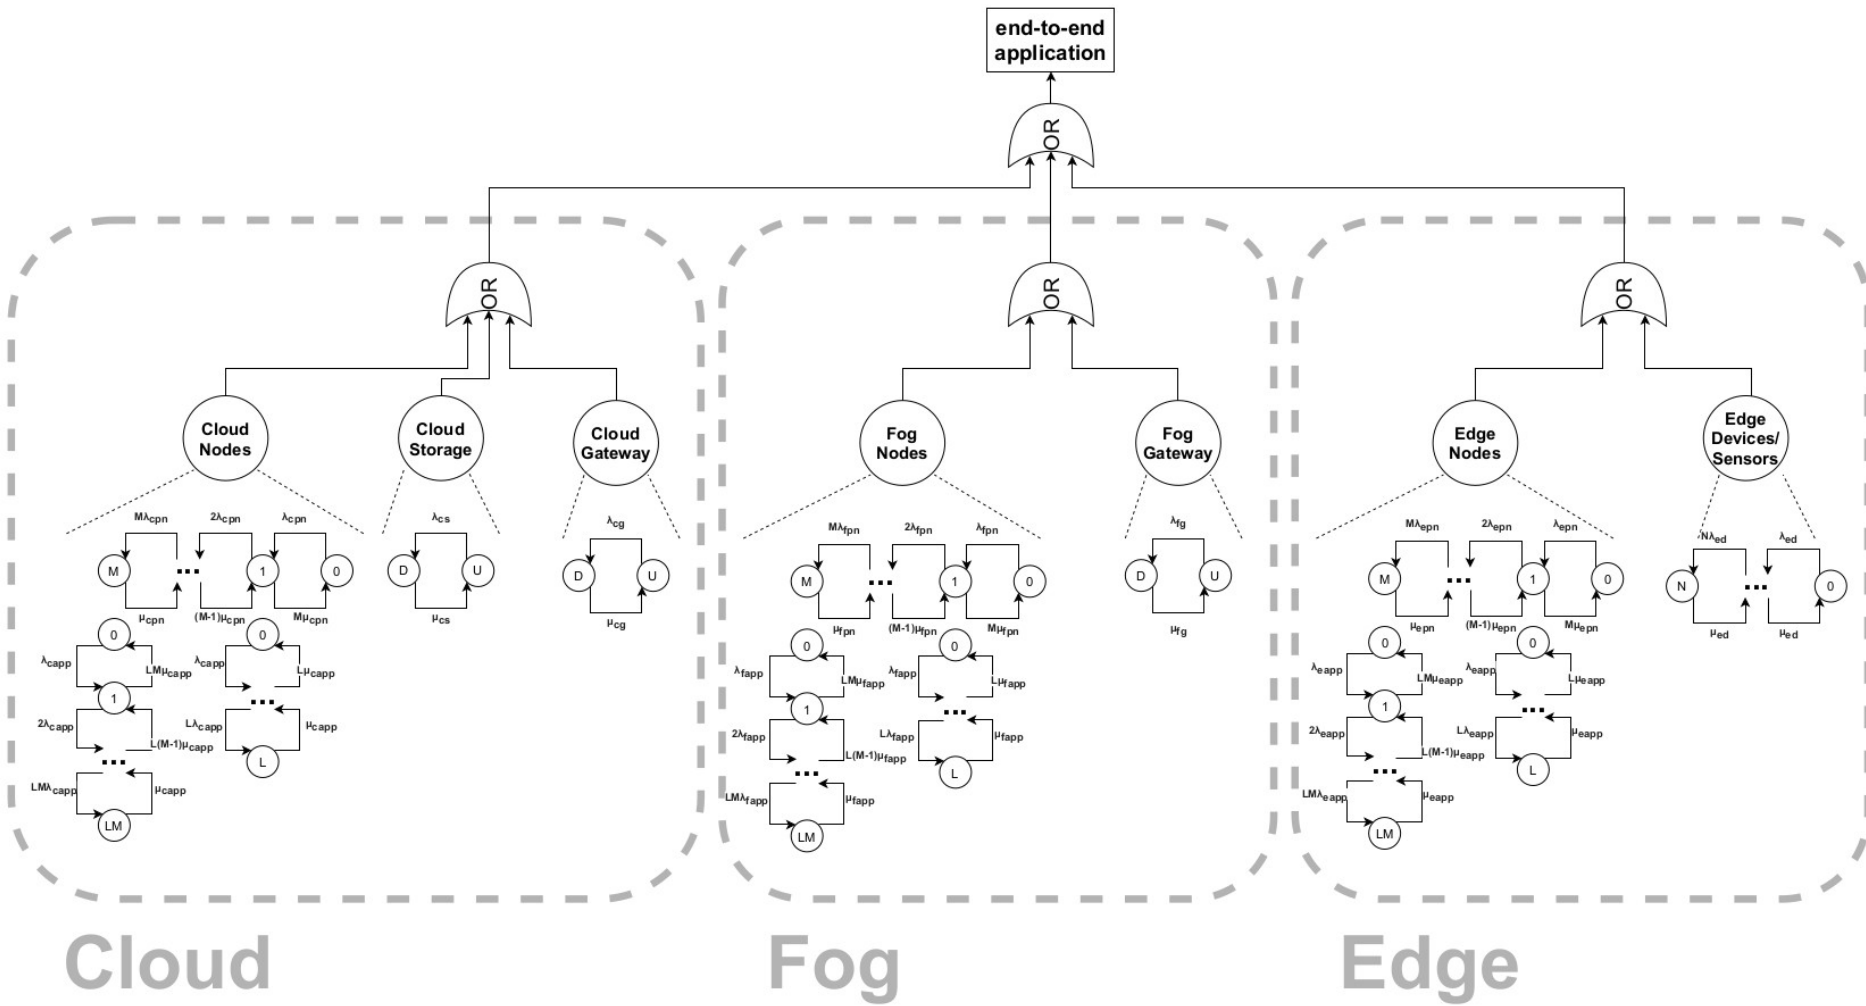 end-to-end
application
OR
OR
OR
OR
Cloud
Nodes
Cloud
Storage
Cloud
Gateway
Fog
Nodes
Fog
Gateway
Edge
Nodes
Edge
Devices/
Sensors
Mλcpn 2λcpn λcpn
M ... 1 0
μcpn (M-1)μcpn Mμcpn
0 0
λcapp LMμcapp λcapp Lμcapp
1 ...
2λcapp L(M-1)μcapp Lλcapp μcapp
... L
LMλcapp μcapp
LM
λcs
D U
μcs
λcg
D U
μcg
Mλfpn 2λfpn λfpn
M ... 1 0
μfpn (M-1)μfpn Mμfpn
0 0
λfapp LMμfapp λfapp Lμfapp
1 ...
2λfapp L(M-1)μfapp Lλfapp μfapp
... L
LMλfapp μfapp
LM
λfg
D U
μfg
Mλepn 2λepn λepn
M ... 1 0
μepn (M-1)μepn Mμepn
0 0
λeapp LMμeapp λeapp Lμeapp
1 ...
2λeapp L(M-1)μeapp Lλeapp μeapp
... L
LMλeapp μeapp
LM
Nλed λed
N ... 0
μed μed
Cloud
Fog
Edge